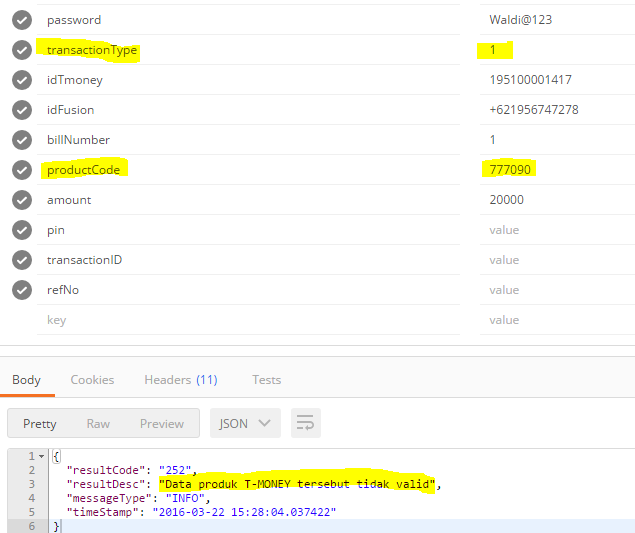 password Waldi@123
transactionType 1
idTmoney 195100001417
idFusion +621956747278
billNumber 1
productCode 777090
amount 20000
pin value
transactionID value
refNo value
key value
Body Cookies Headers (11) Tests
Pretty Raw Preview JSON
1 {
2 "resultCode": "252",
3 "resultDesc": "Data produk T-MONEY tersebut tidak valid",
4 "messageType": "INFO",
5 "timeStamp": "2016-03-22 15:28:04.037422"
6 }